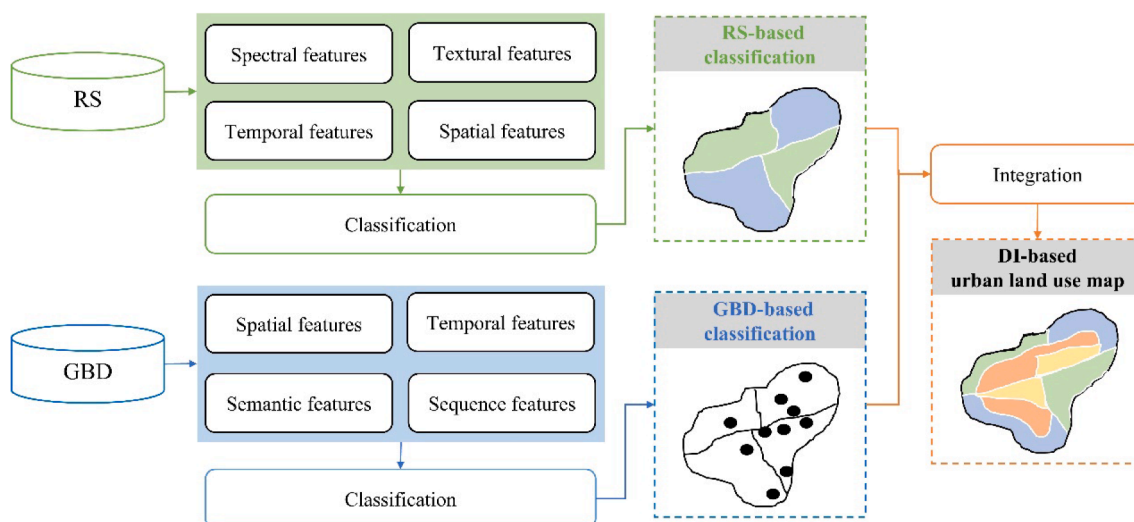 RS
Spectral features
Textural features
Temporal features
Spatial features
Classification
RS-based
classification
Integration
DI-based
urban land use map
GBD
Spatial features
Temporal features
Semantic features
Sequence features
Classification
GBD-based
classification